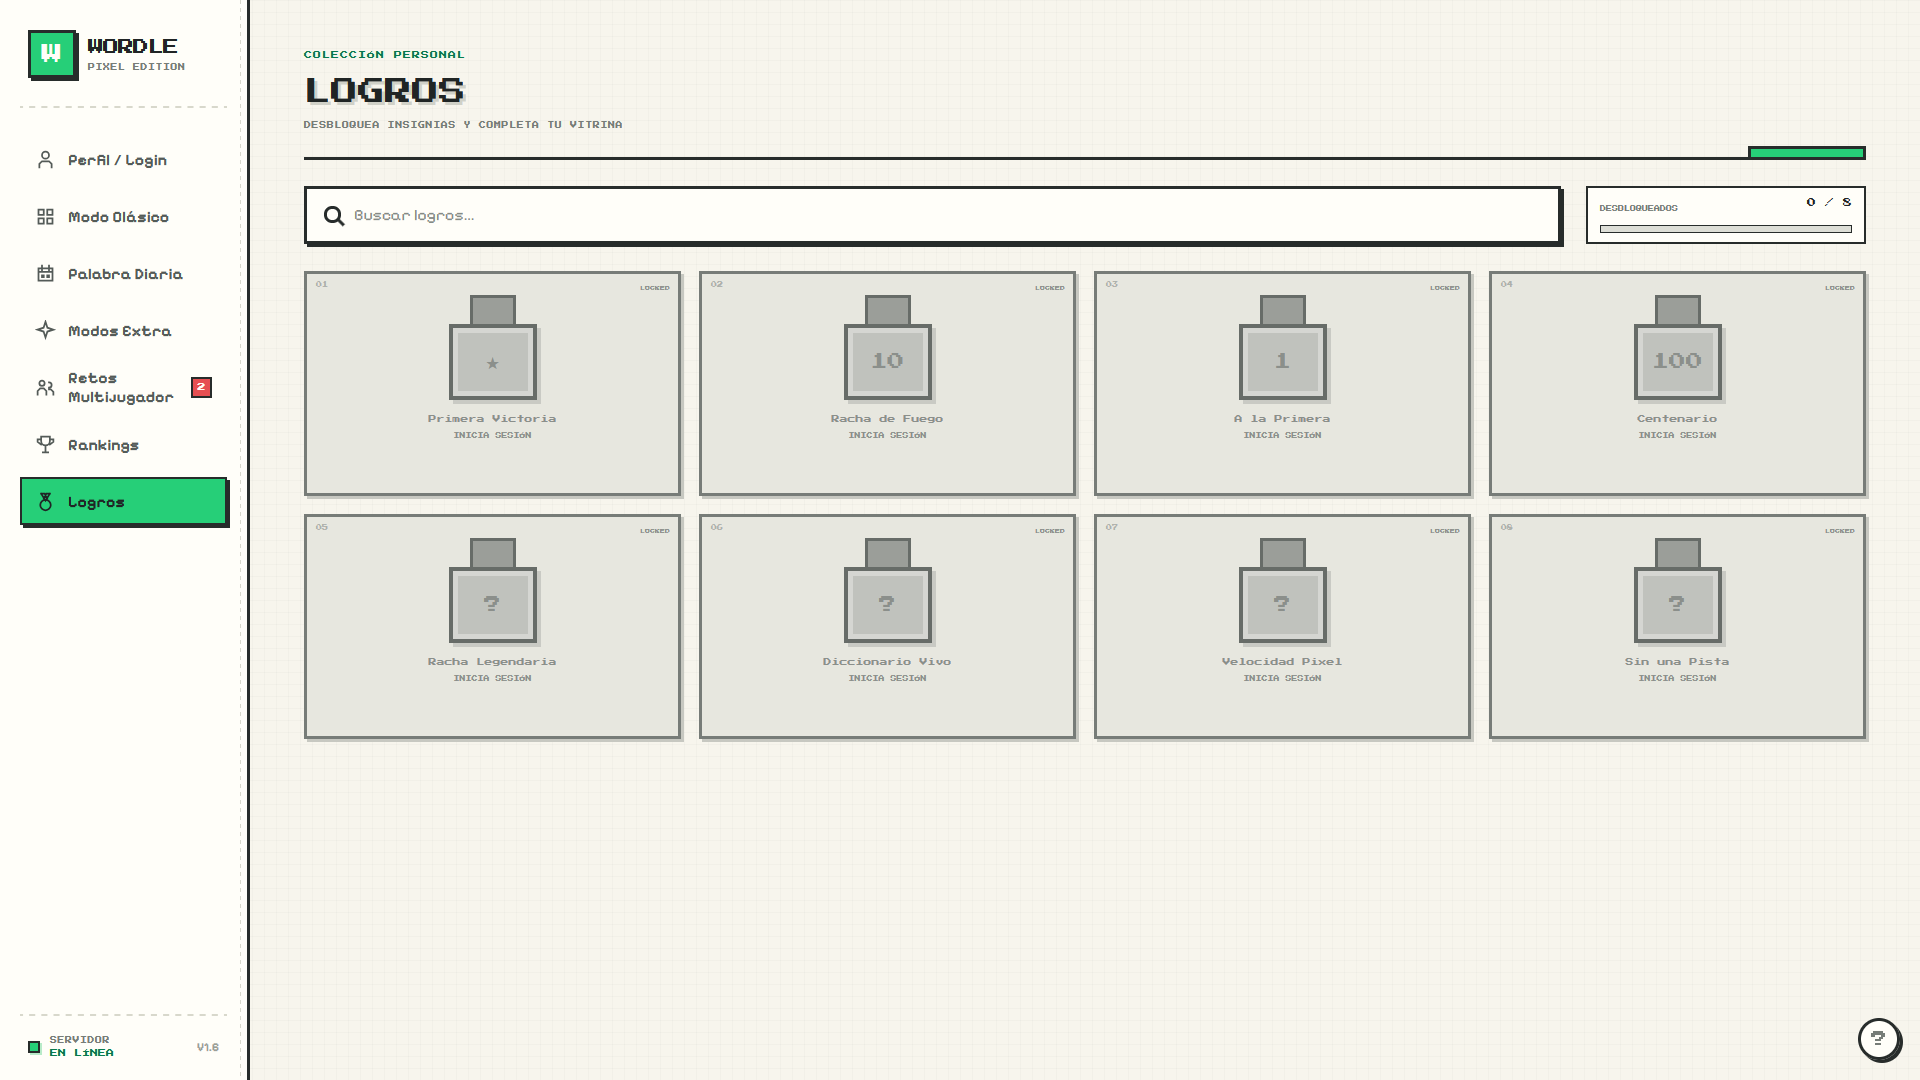 W
WORDLE
PIXEL EDITION
Perfil / Login
Modo Clásico
Palabra Diaria
Modos Extra
Retos
Multijugador
2
Rankings
Logros
SERVIDOR
EN LíNEA
V1.6
COLECCIóN PERSONAL
LOGROS
DESBLOQUEA INSIGNIAS Y COMPLETA TU VITRINA
Buscar logros...
DESBLOQUEADOS
0 / 8
01
LOCKED
★
Primera Victoria
INICIA SESIóN
02
LOCKED
10
Racha de Fuego
INICIA SESIóN
03
LOCKED
1
A la Primera
INICIA SESIóN
04
LOCKED
100
Centenario
INICIA SESIóN
05
LOCKED
?
Racha Legendaria
INICIA SESIóN
06
LOCKED
?
Diccionario Vivo
INICIA SESIóN
07
LOCKED
?
Velocidad Pixel
INICIA SESIóN
08
LOCKED
?
Sin una Pista
INICIA SESIóN
?